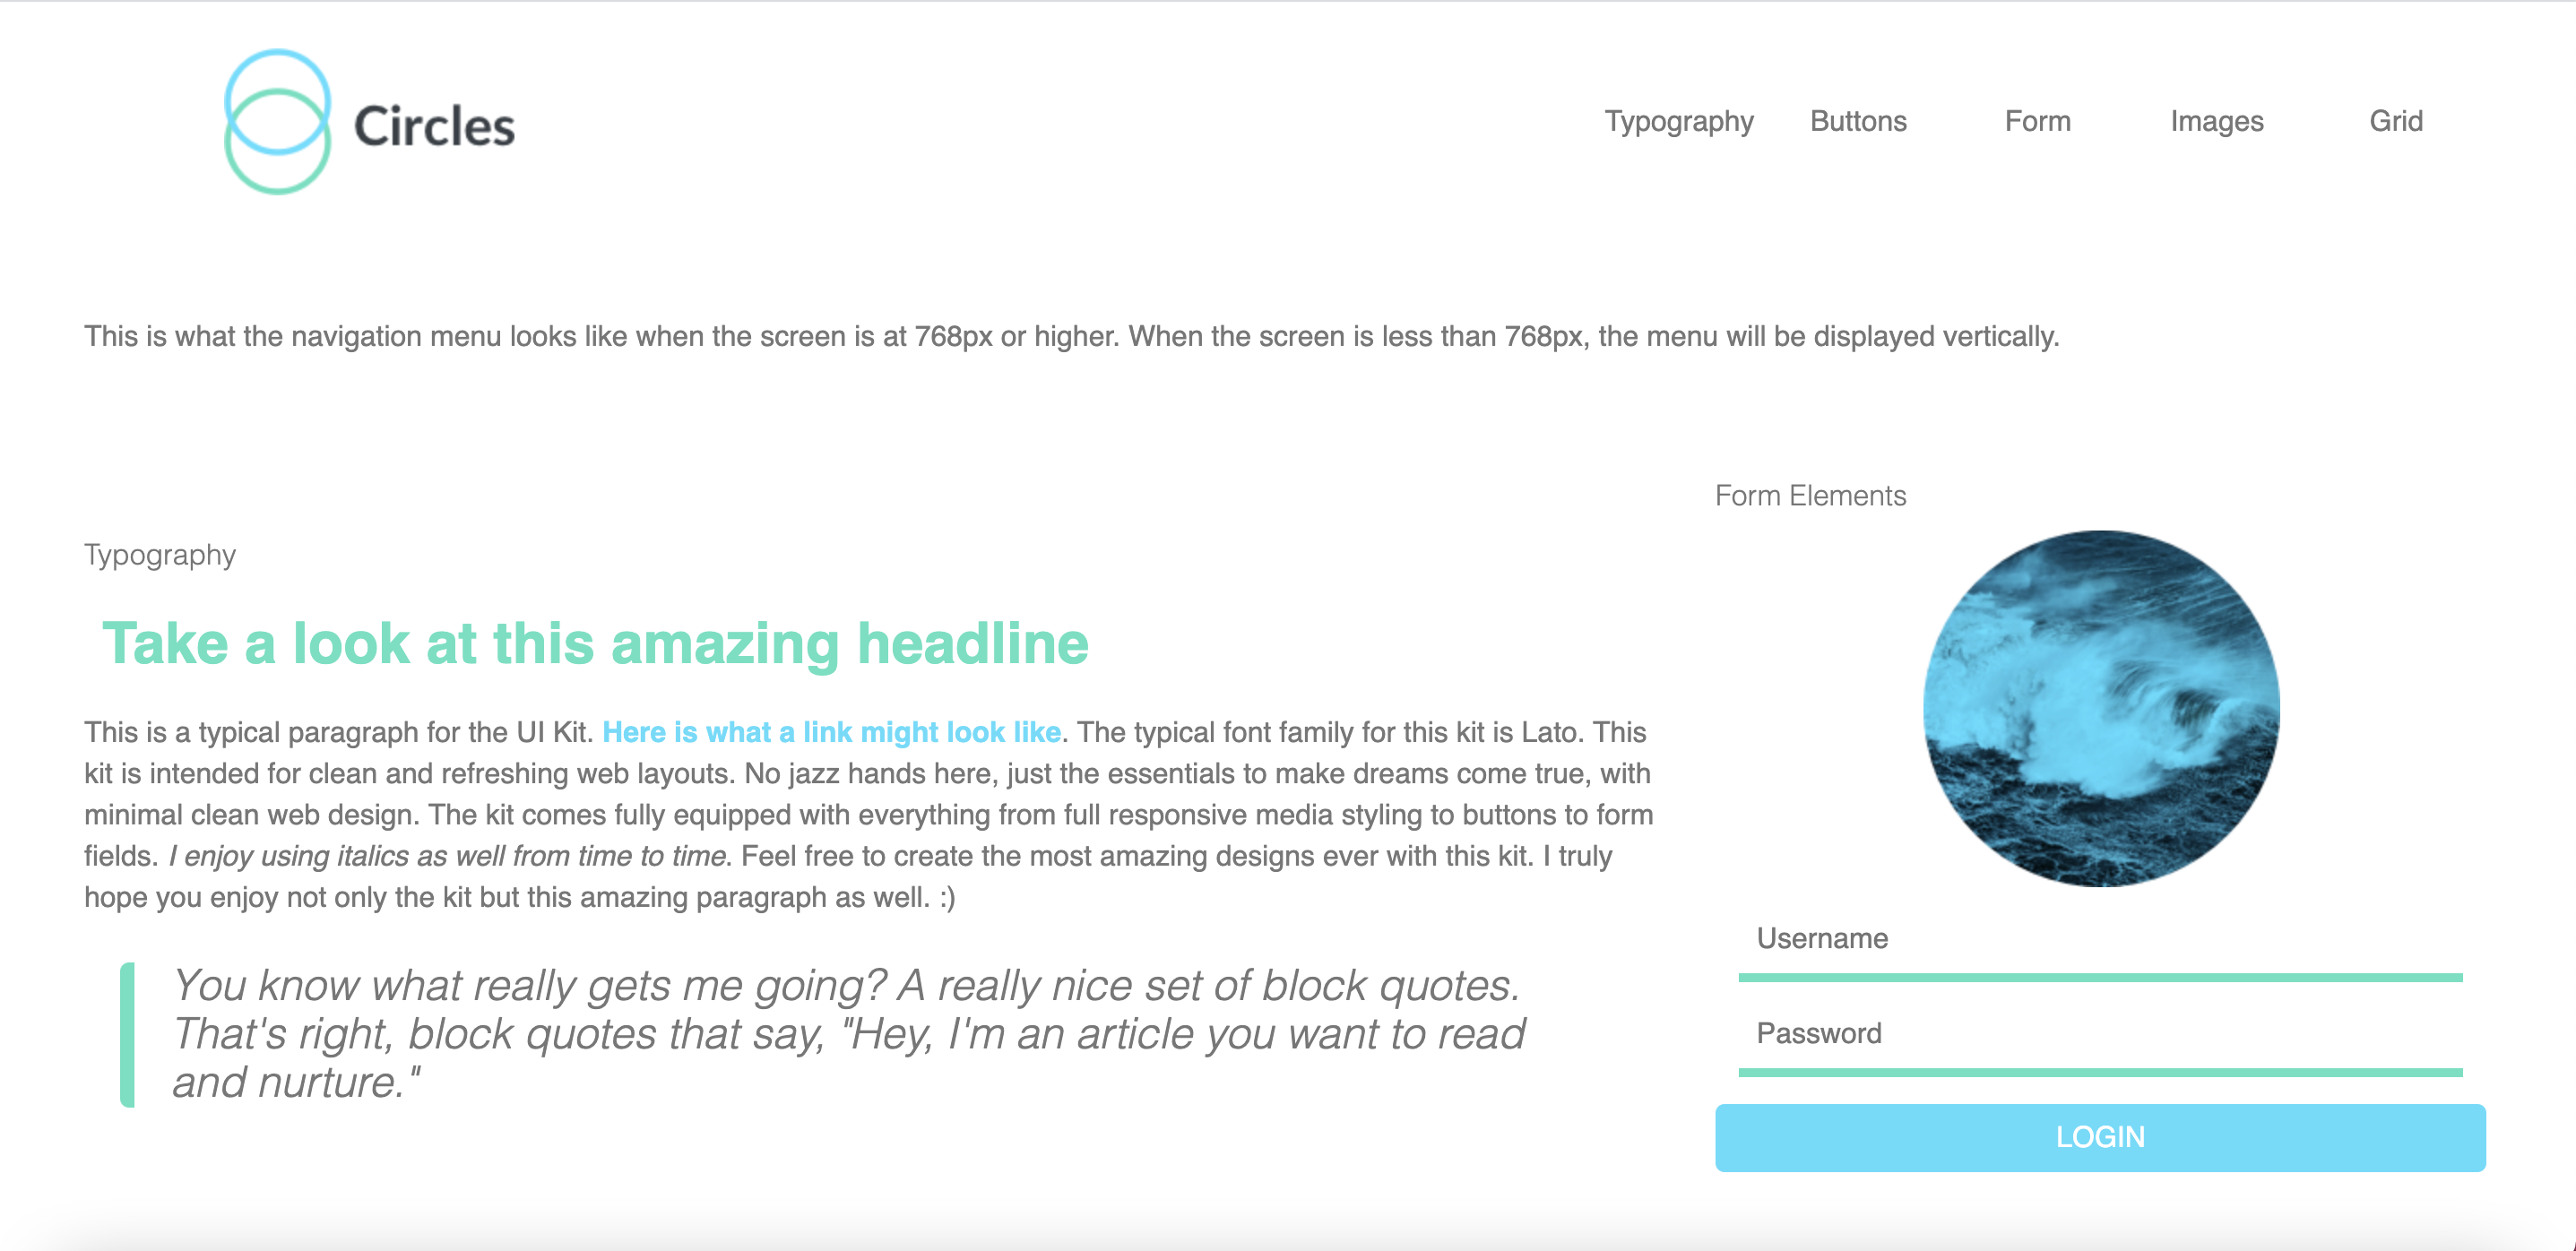 Circles
Typography Buttons Form Images Grid
This is what the navigation menu looks like when the screen is at 768px or higher. When the screen is less than 768px, the menu will be displayed vertically.
Typography
Take a look at this amazing headline
This is a typical paragraph for the UI Kit. Here is what a link might look like. The typical font family for this kit is Lato. This
kit is intended for clean and refreshing web layouts. No jazz hands here, just the essentials to make dreams come true, with
minimal clean web design. The kit comes fully equipped with everything from full responsive media styling to buttons to form
fields. I enjoy using italics as well from time to time. Feel free to create the most amazing designs ever with this kit. I truly
hope you enjoy not only the kit but this amazing paragraph as well. :)
You know what really gets me going? A really nice set of block quotes.
That's right, block quotes that say, "Hey, I'm an article you want to read
and nurture."
Form Elements
Username
Password
LOGIN